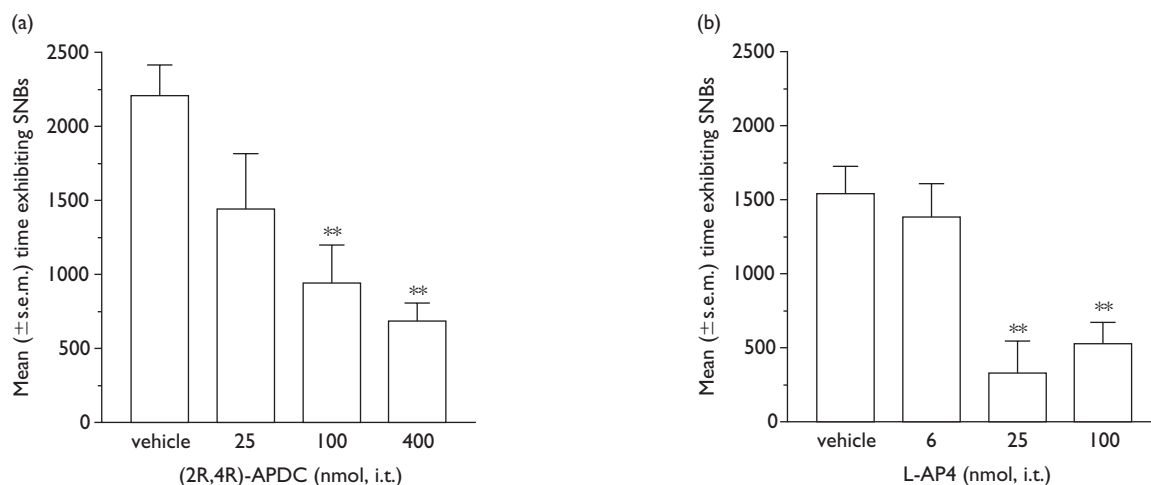 (a)
2500
2000
1500
1000
500
0
Mean (±s.e.m.) time exhibiting SNBs
**
**
vehicle 25 100 400
(2R,4R)-APDC (nmol, i.t.)
(b)
2500
2000
1500
1000
500
0
Mean (±s.e.m.) time exhibiting SNBs
**
**
vehicle 6 25 100
L-AP4 (nmol, i.t.)